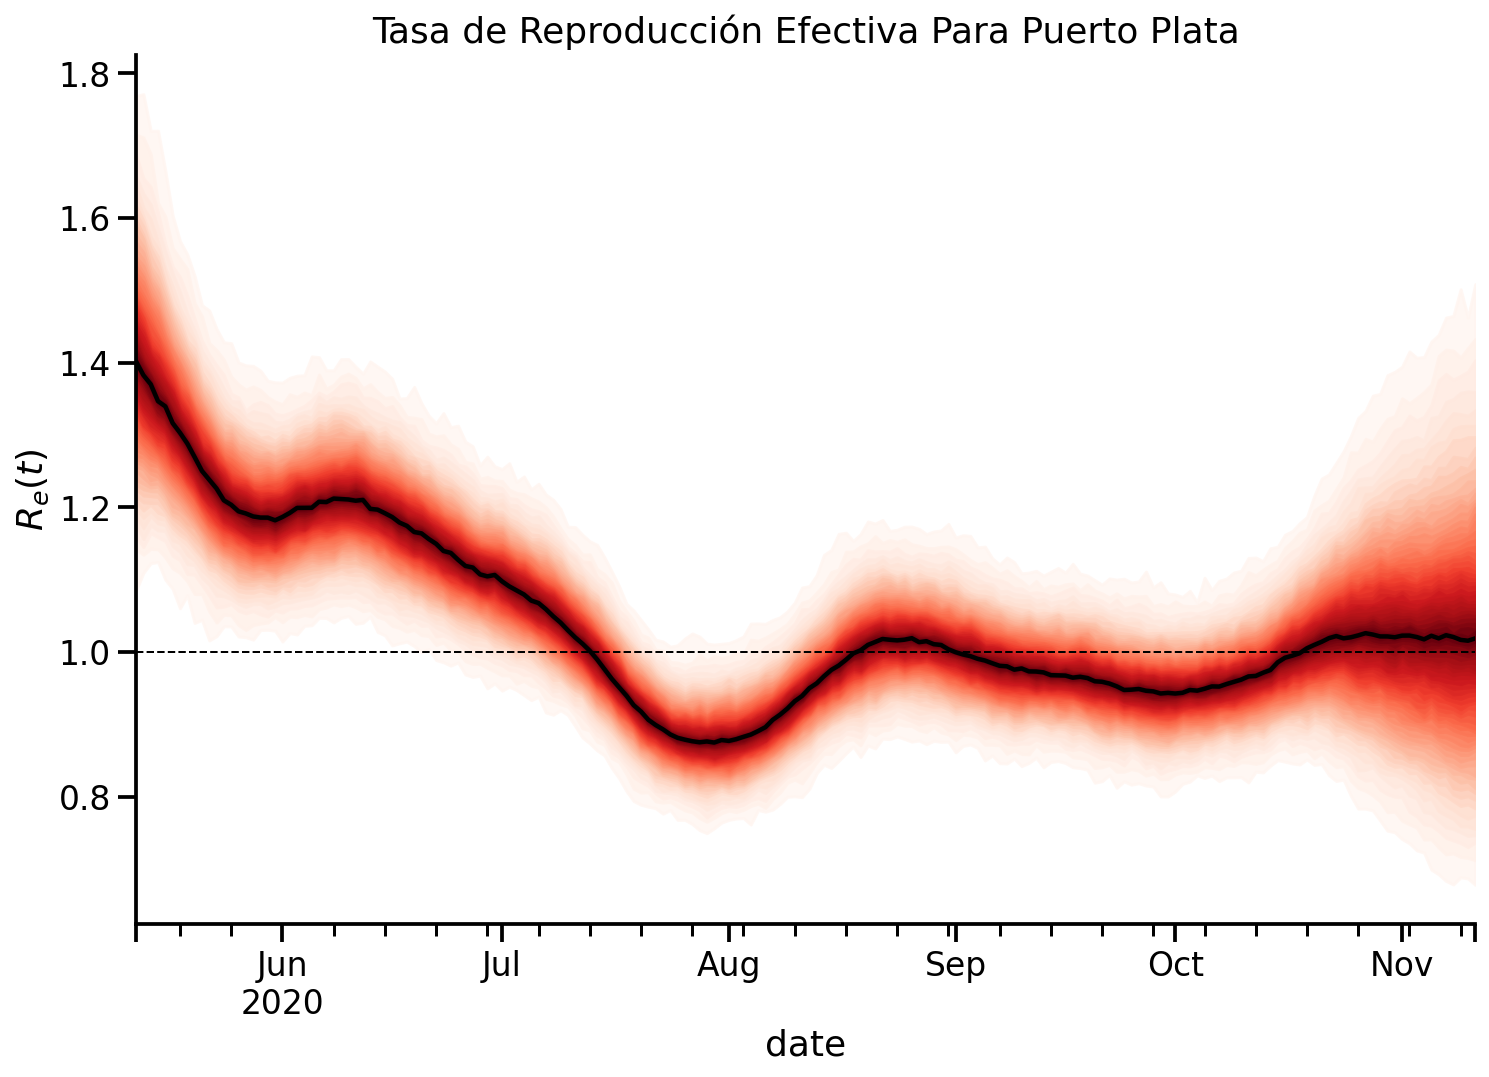 Tasa de Reproducción Efectiva Para Puerto Plata
1.8
1.6
1.4
1.2
1.0
0.8
Rₑ(t)
Jun Jul Aug Sep Oct Nov
2020
date